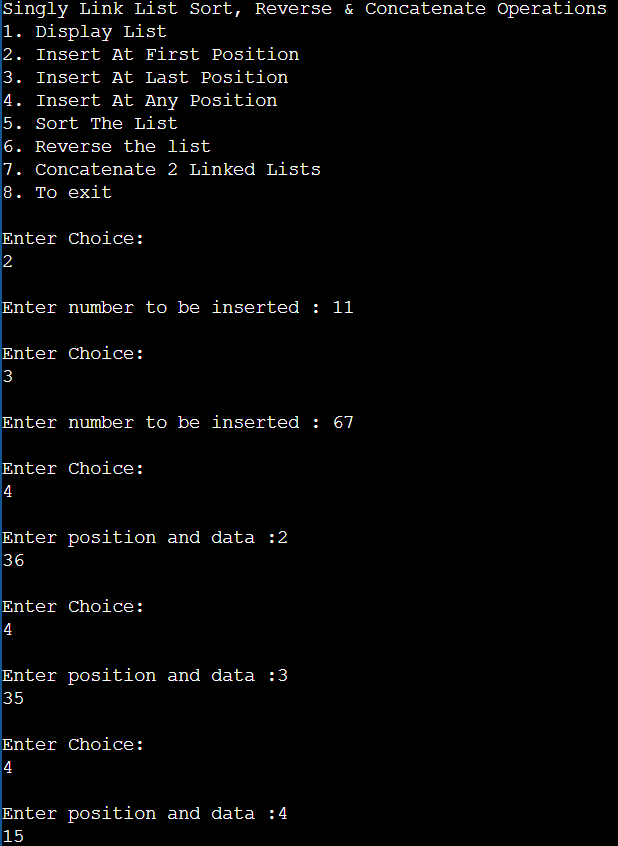 Singly Link List Sort, Reverse & Concatenate Operations
1. Display List
2. Insert At First Position
3. Insert At Last Position
4. Insert At Any Position
5. Sort The List
6. Reverse the list
7. Concatenate 2 Linked Lists
8. To exit
Enter Choice:
2
Enter number to be inserted : 11
Enter Choice:
3
Enter number to be inserted : 67
Enter Choice:
4
Enter position and data :2
36
Enter Choice:
4
Enter position and data :3
35
Enter Choice:
4
Enter position and data :4
15